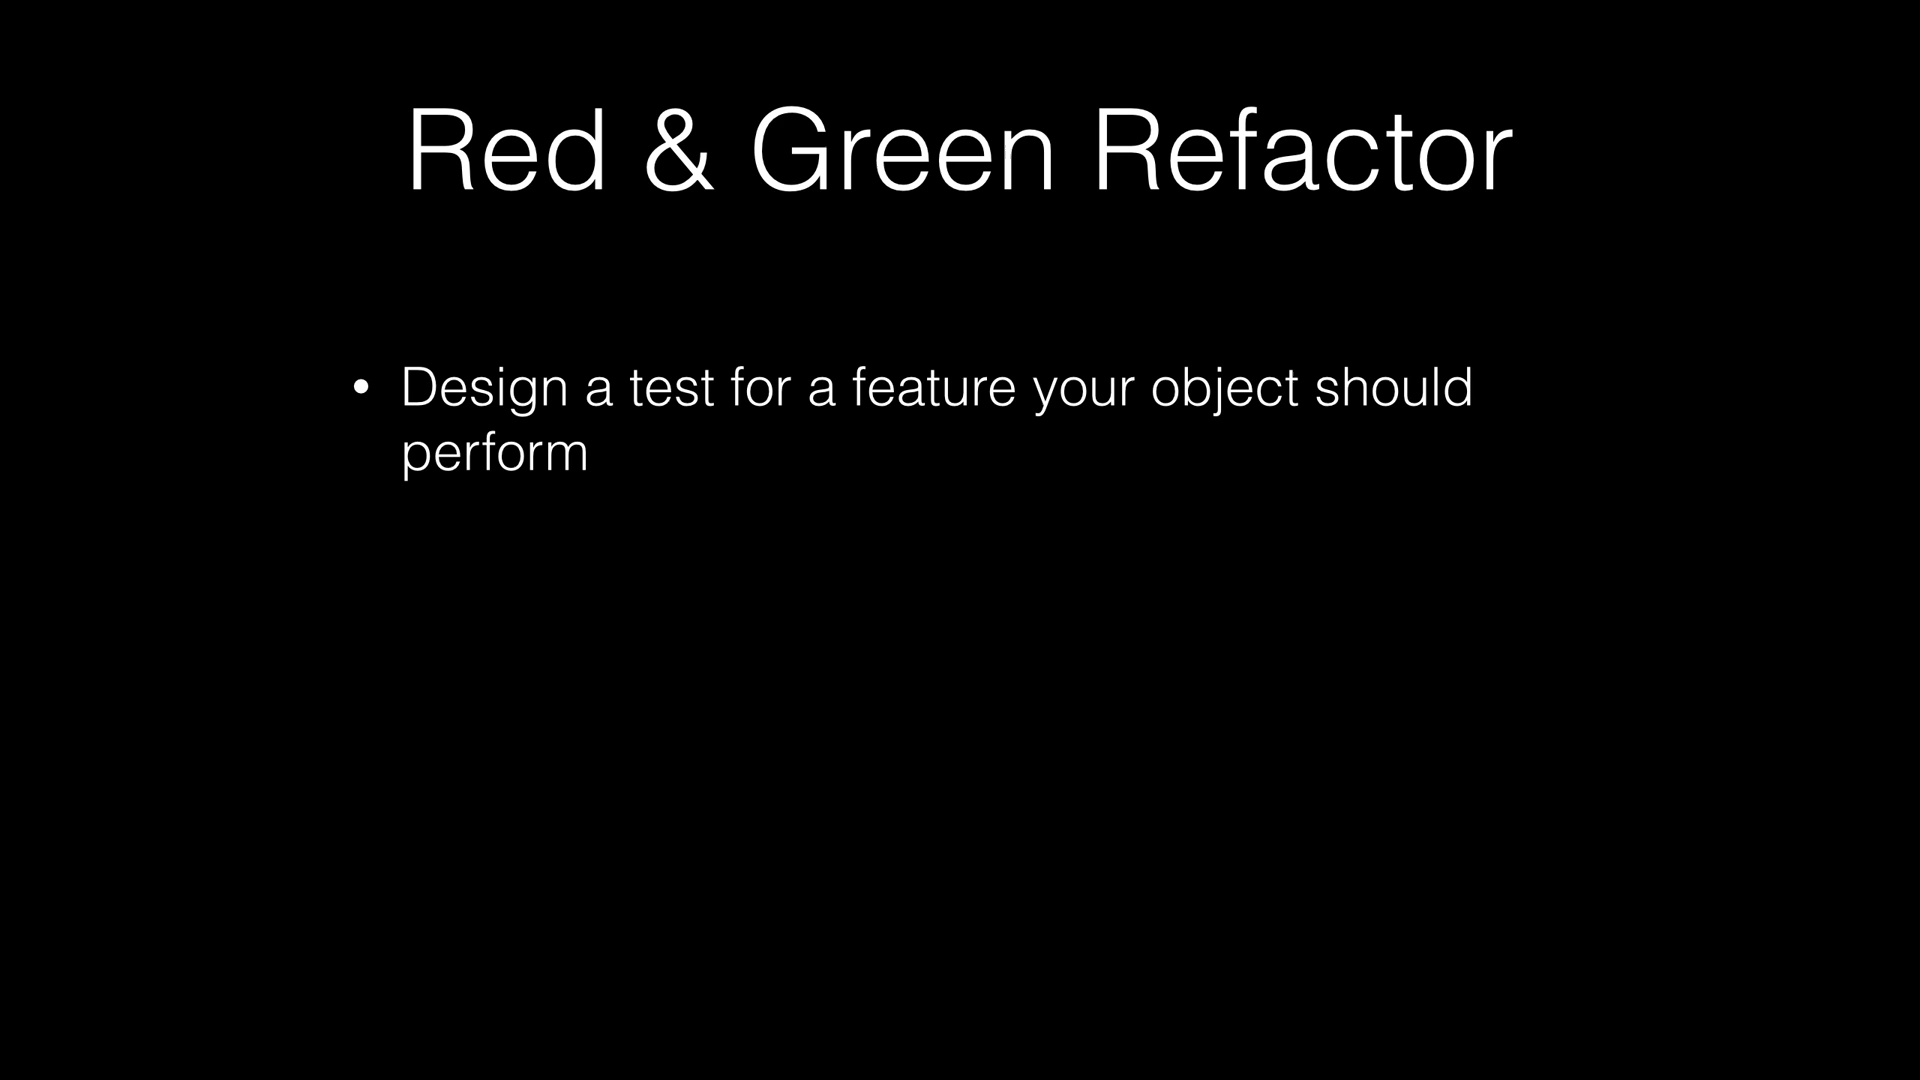 Red & Green Refactor
• Design a test for a feature your object should
perform